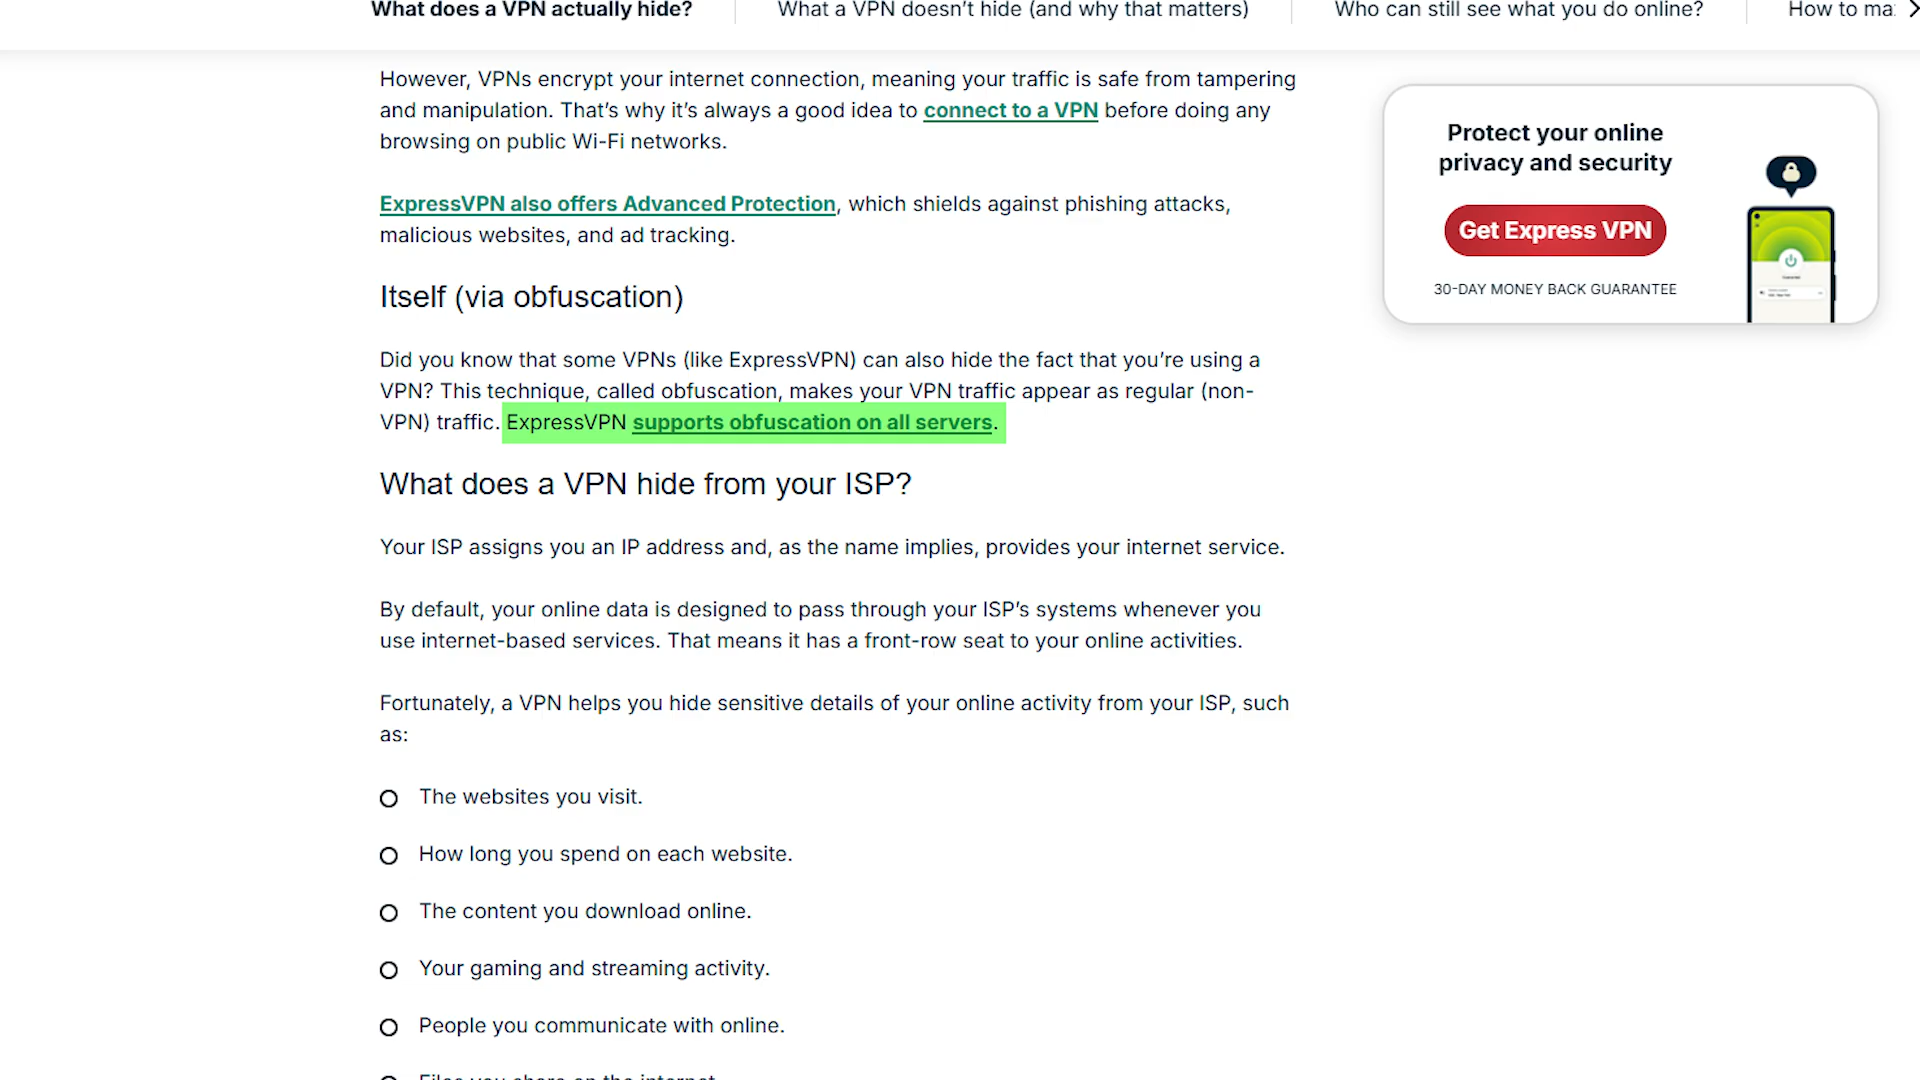 What does a VPN actually hide?
What a VPN doesn't hide (and why that matters)
Who can still see what you do online?
How to ma
However, VPNs encrypt your internet connection, meaning your traffic is safe from tampering
and manipulation. That's why it's always a good idea to connect to a VPN before doing any
browsing on public Wi-Fi networks.
ExpressVPN also offers Advanced Protection, which shields against phishing attacks,
malicious websites, and ad tracking.
Itself (via obfuscation)
Did you know that some VPNs (like ExpressVPN) can also hide the fact that you're using a
VPN? This technique, called obfuscation, makes your VPN traffic appear as regular (non-
VPN) traffic. ExpressVPN supports obfuscation on all servers.
What does a VPN hide from your ISP?
Your ISP assigns you an IP address and, as the name implies, provides your internet service.
By default, your online data is designed to pass through your ISP's systems whenever you
use internet-based services. That means it has a front-row seat to your online activities.
Fortunately, a VPN helps you hide sensitive details of your online activity from your ISP, such
as:
The websites you visit.
How long you spend on each website.
The content you download online.
Your gaming and streaming activity.
People you communicate with online.
Files you share on the internet
Protect your online
privacy and security
Get Express VPN
30-DAY MONEY BACK GUARANTEE